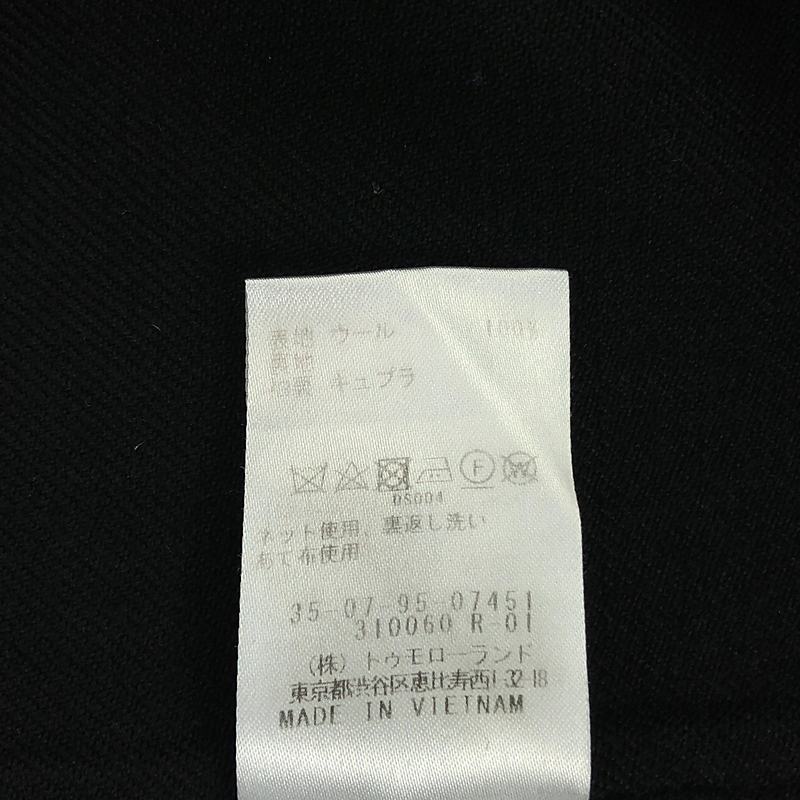 表地 ウール 100%
裏地
キュプラ
F W
DS004
ネット使用、裏返し洗い
あて布使用
35-07-95-07451
310060 R-01
(株) トゥモローランド
東京都渋谷区恵比寿西1-32-18
MADE IN VIETNAM